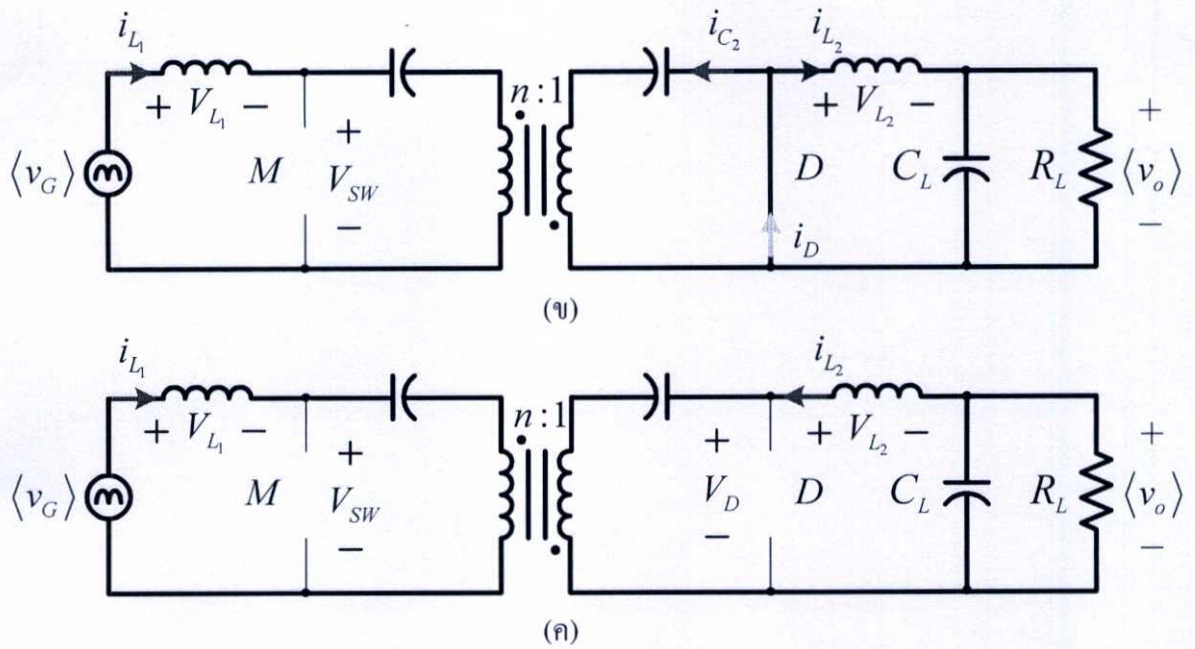 i_{L_1} i_{C_2} i_{L_2}
+ V_{L_1} − n : 1 + V_{L_2} −
⟨v_G⟩ M + V_{SW} − D C_L R_L + ⟨v_o⟩ −
i_D
(ข)
i_{L_1} i_{L_2}
+ V_{L_1} − n : 1 + V_{L_2} −
⟨v_G⟩ M + V_{SW} − + V_D − D C_L R_L + ⟨v_o⟩ −
(ค)